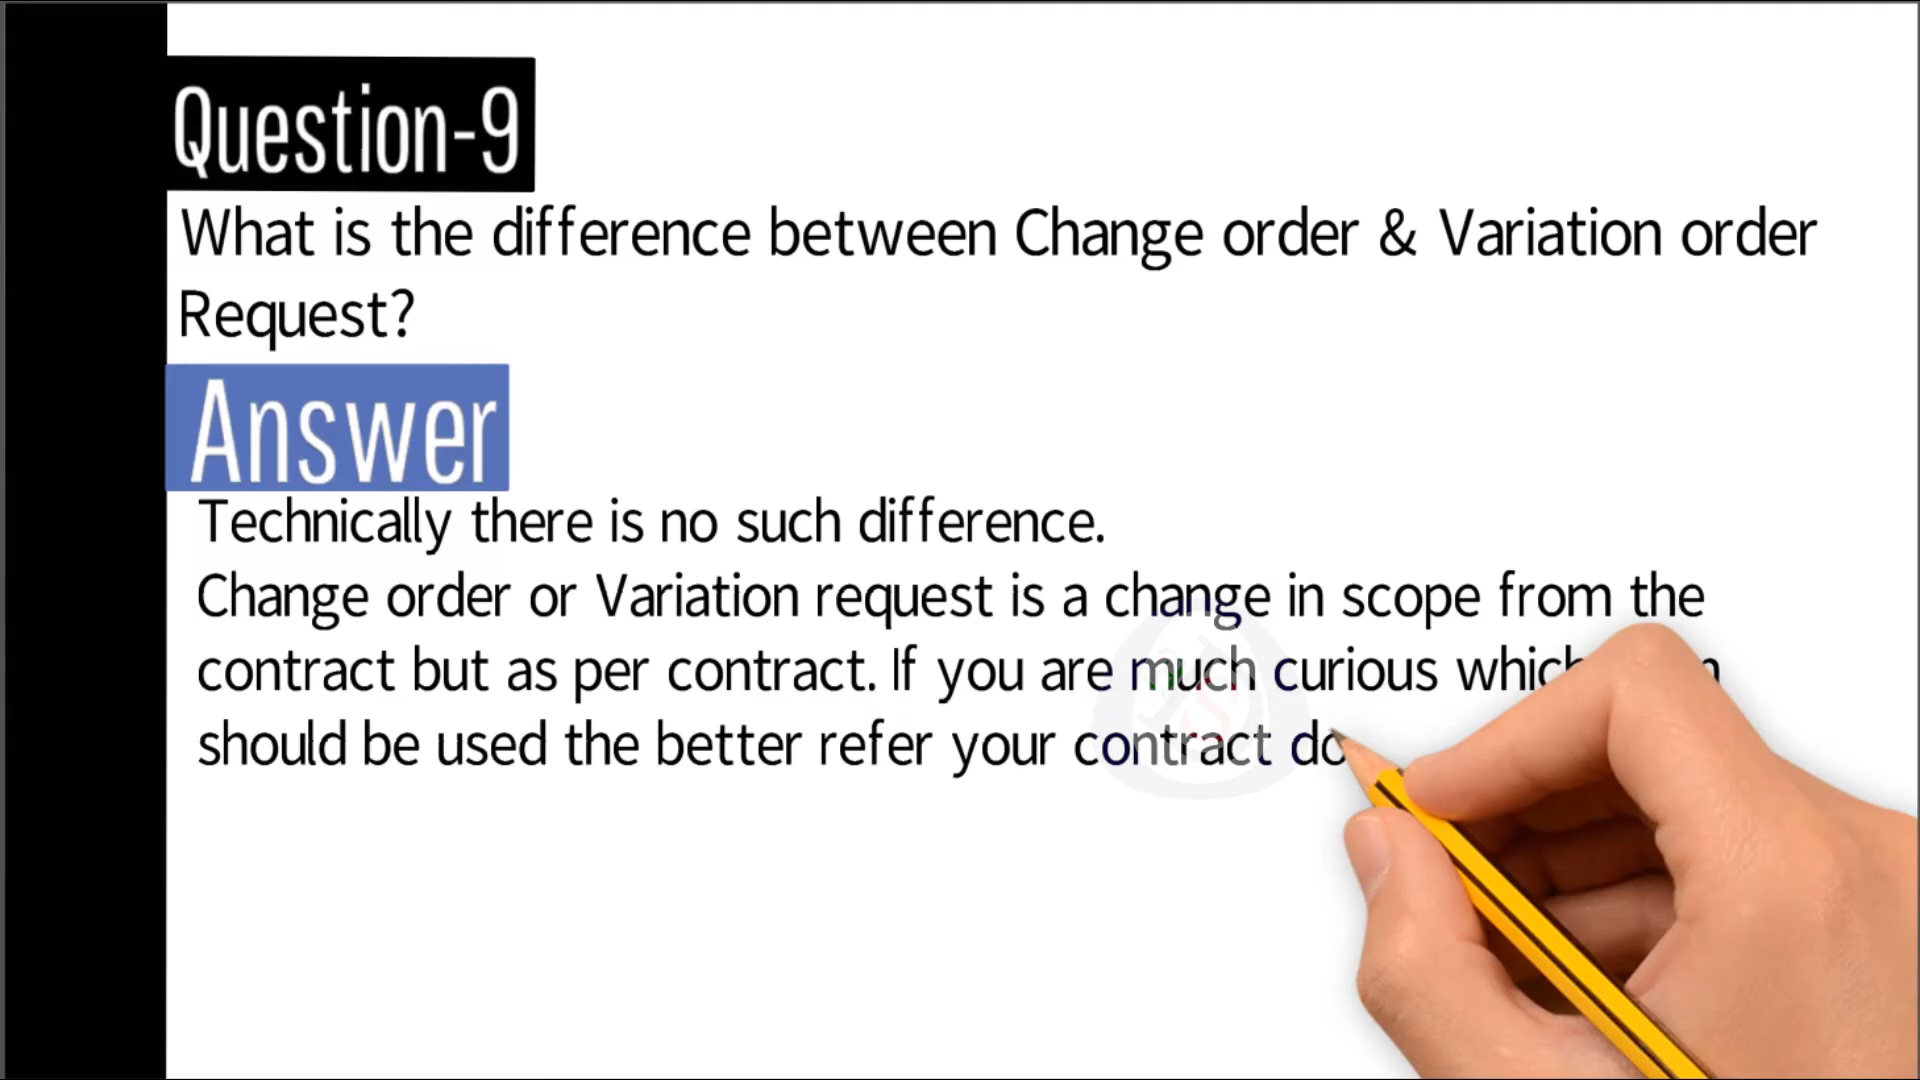 Question-9
What is the difference between Change order & Variation order
Request?
Answer
Technically there is no such difference.
Change order or Variation request is a change in scope from the
contract but as per contract. If you are much curious
should be used the better refer your contract